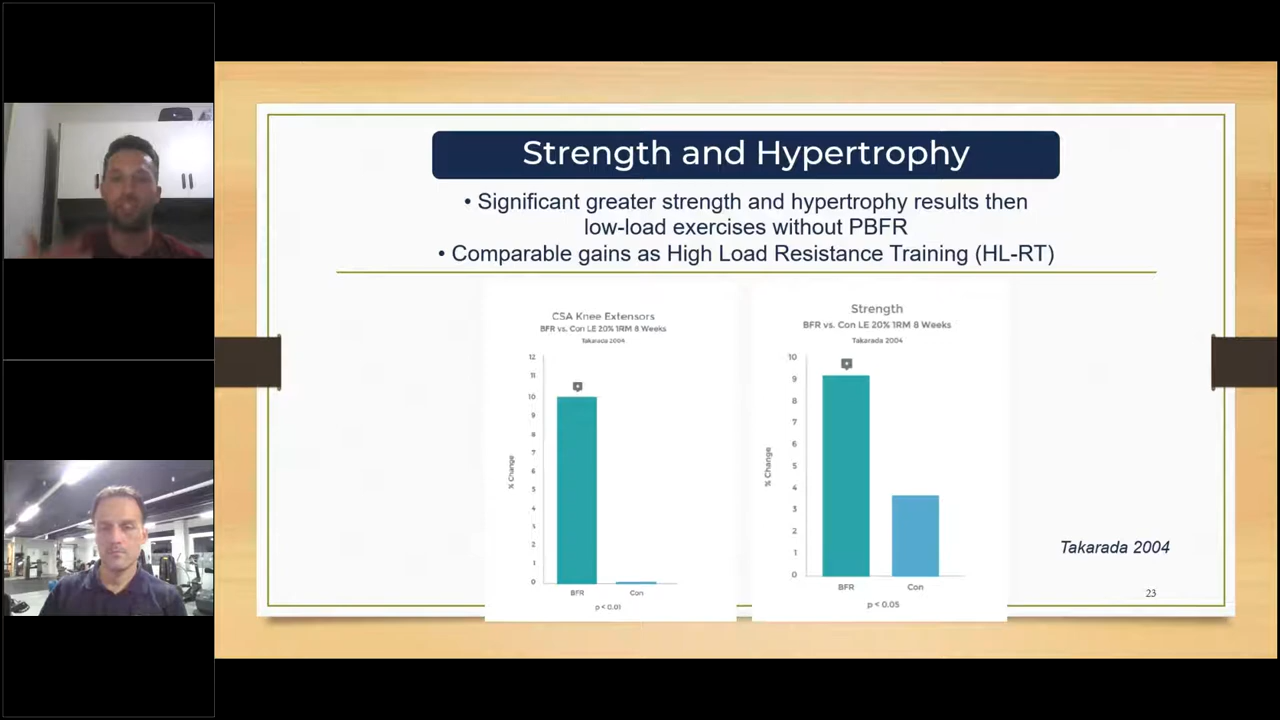 Strength and Hypertrophy
• Significant greater strength and hypertrophy results then
low-load exercises without PBFR
• Comparable gains as High Load Resistance Training (HL-RT)
CSA Knee Extensors
BFR vs. Con LE 20% 1RM 8 Weeks
Takarada 2004
12
11
10
9
8
7
6
5
4
3
2
1
0
% Change
BFR
Con
p < 0.01
Strength
BFR vs. Con LE 20% 1RM 8 Weeks
Takarada 2004
10
9
8
7
6
5
4
3
2
1
0
% Change
BFR
Con
p < 0.05
Takarada 2004
23